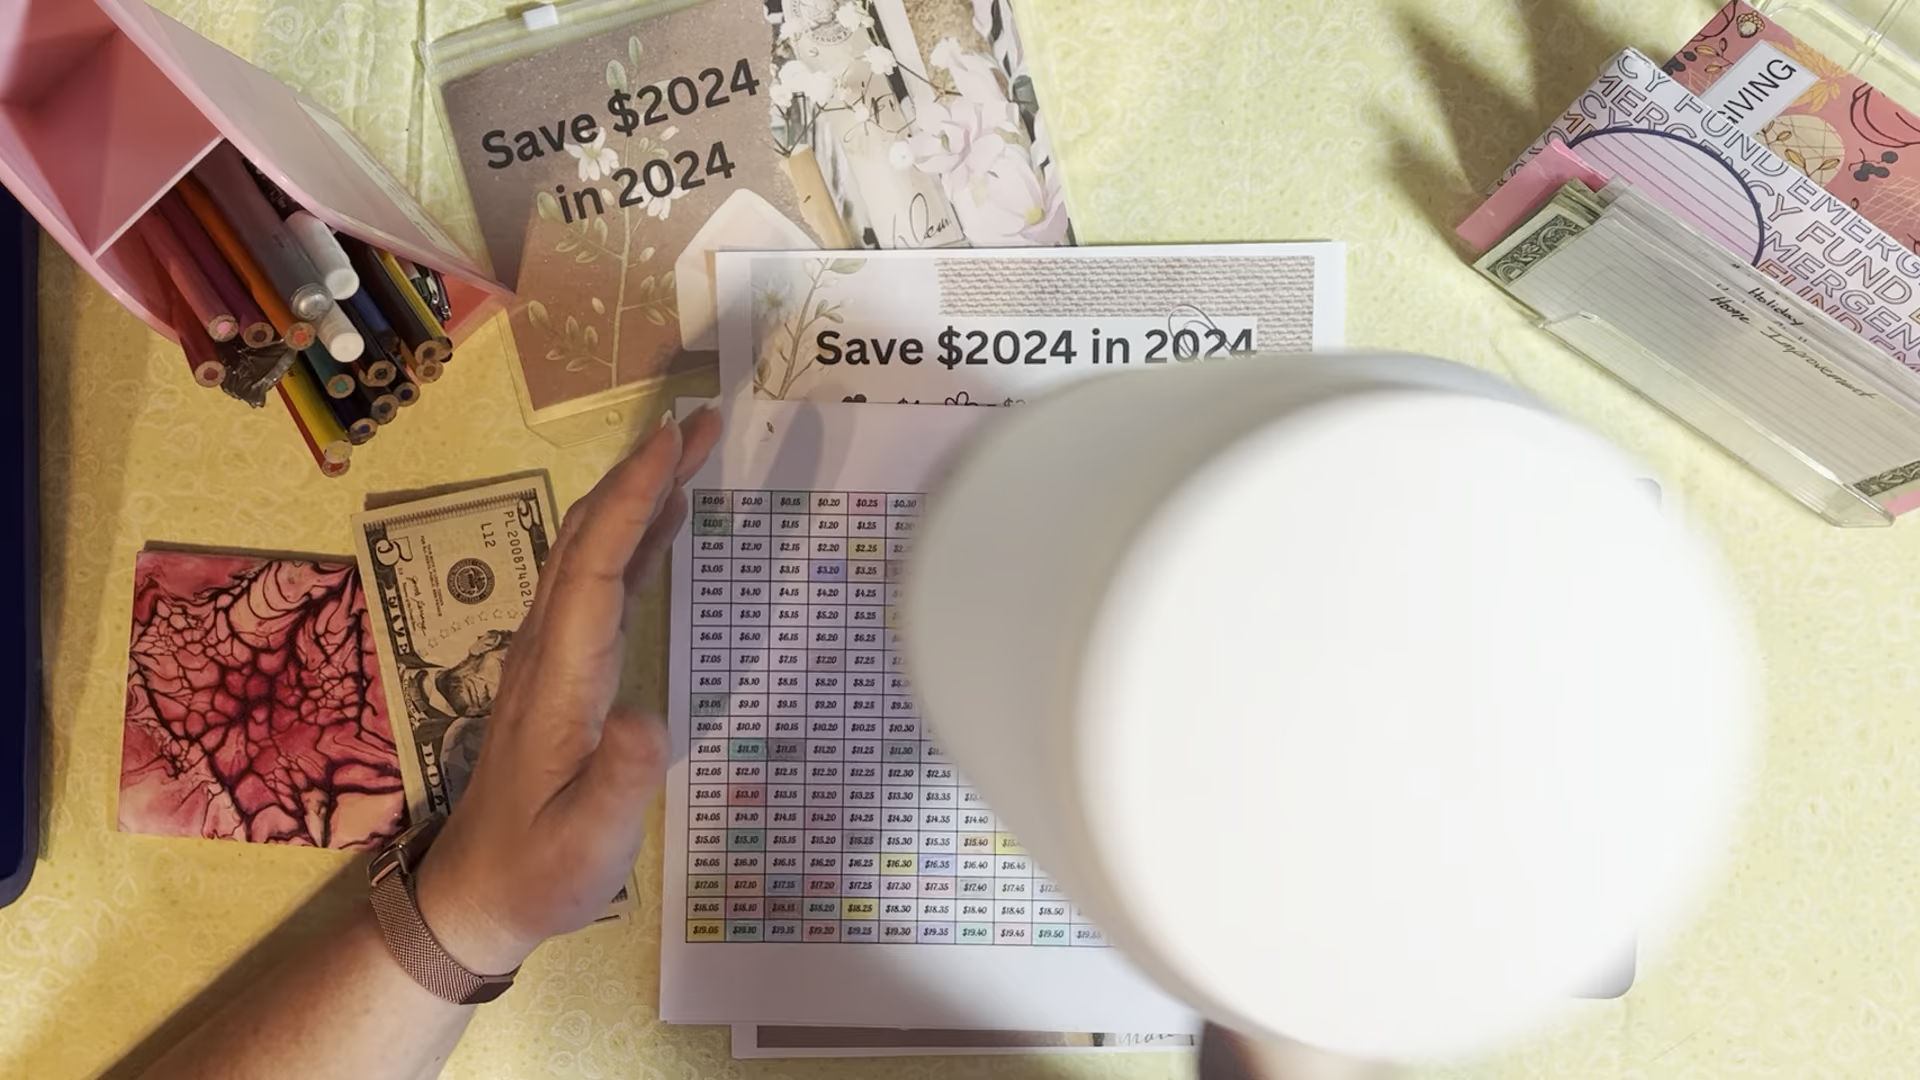 Save $2024
in 2024
GIVING
CY FUND
EMERGENCY FUND EMERG
Holiday
Home Improvement
Save $2024 in 2024
PL20087402D
L12
FIVE
$0.05 $0.10 $0.15 $0.20 $0.25 $0.30
$1.05 $1.10 $1.15 $1.20 $1.25
$2.05 $2.10 $2.15 $2.20 $2.25
$3.05 $3.10 $3.15 $3.20 $3.25
$4.05 $4.10 $4.15 $4.20 $4.25
$5.05 $5.10 $5.15 $5.20 $5.25
$6.05 $6.10 $6.15 $6.20 $6.25
$7.05 $7.10 $7.15 $7.20 $7.25
$8.05 $8.10 $8.15 $8.20 $8.25
$9.05 $9.10 $9.15 $9.20 $9.25 $9.30
$10.05 $10.10 $10.15 $10.20 $10.25 $10.30
$11.05 $11.10 $11.15 $11.20 $11.25 $11.30
$12.05 $12.10 $12.15 $12.20 $12.25 $12.30 $12.35
$13.05 $13.10 $13.15 $13.20 $13.25 $13.30 $13.35
$14.05 $14.10 $14.15 $14.20 $14.25 $14.30 $14.35 $14.40
$15.05 $15.10 $15.15 $15.20 $15.25 $15.30 $15.35 $15.40
$16.05 $16.10 $16.15 $16.20 $16.25 $16.30 $16.35 $16.40 $16.45
$17.05 $17.10 $17.15 $17.20 $17.25 $17.30 $17.35 $17.40 $17.45
$18.05 $18.10 $18.15 $18.20 $18.25 $18.30 $18.35 $18.40 $18.45 $18.50
$19.05 $19.10 $19.15 $19.20 $19.25 $19.30 $19.35 $19.40 $19.45 $19.50